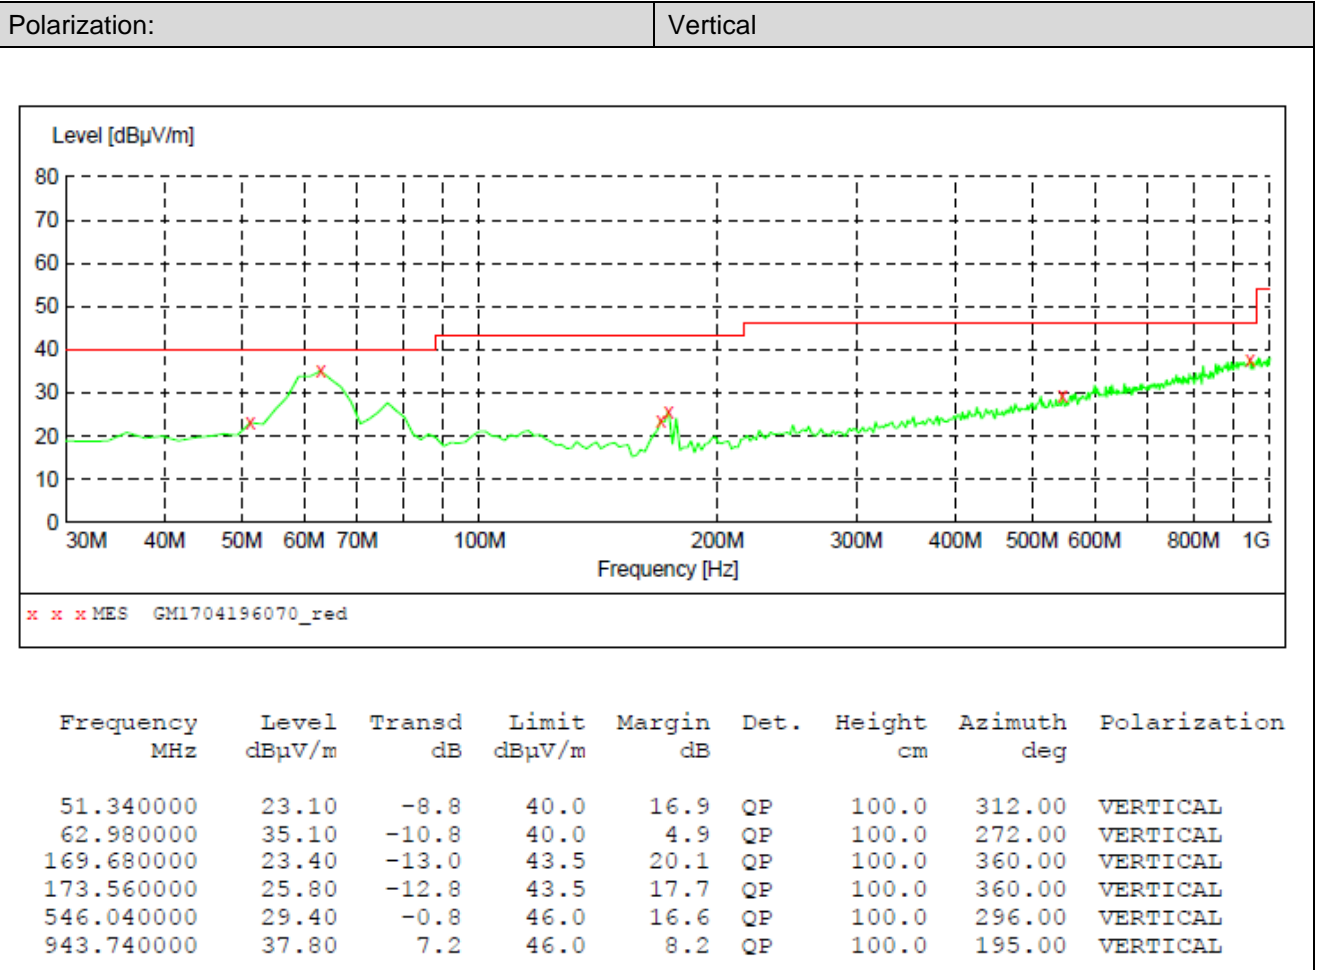 Polarization: Vertical
Level [dBµV/m]
80
70
60
50
40
30
20
10
0
30M 40M 50M 60M 70M 100M 200M 300M 400M 500M 600M 800M 1G
Frequency [Hz]
x x x MES GM1704196070_red
Frequency Level Transd Limit Margin Det. Height Azimuth Polarization
MHz dBµV/m dB dBµV/m dB cm deg
51.340000 23.10 -8.8 40.0 16.9 QP 100.0 312.00 VERTICAL
62.980000 35.10 -10.8 40.0 4.9 QP 100.0 272.00 VERTICAL
169.680000 23.40 -13.0 43.5 20.1 QP 100.0 360.00 VERTICAL
173.560000 25.80 -12.8 43.5 17.7 QP 100.0 360.00 VERTICAL
546.040000 29.40 -0.8 46.0 16.6 QP 100.0 296.00 VERTICAL
943.740000 37.80 7.2 46.0 8.2 QP 100.0 195.00 VERTICAL